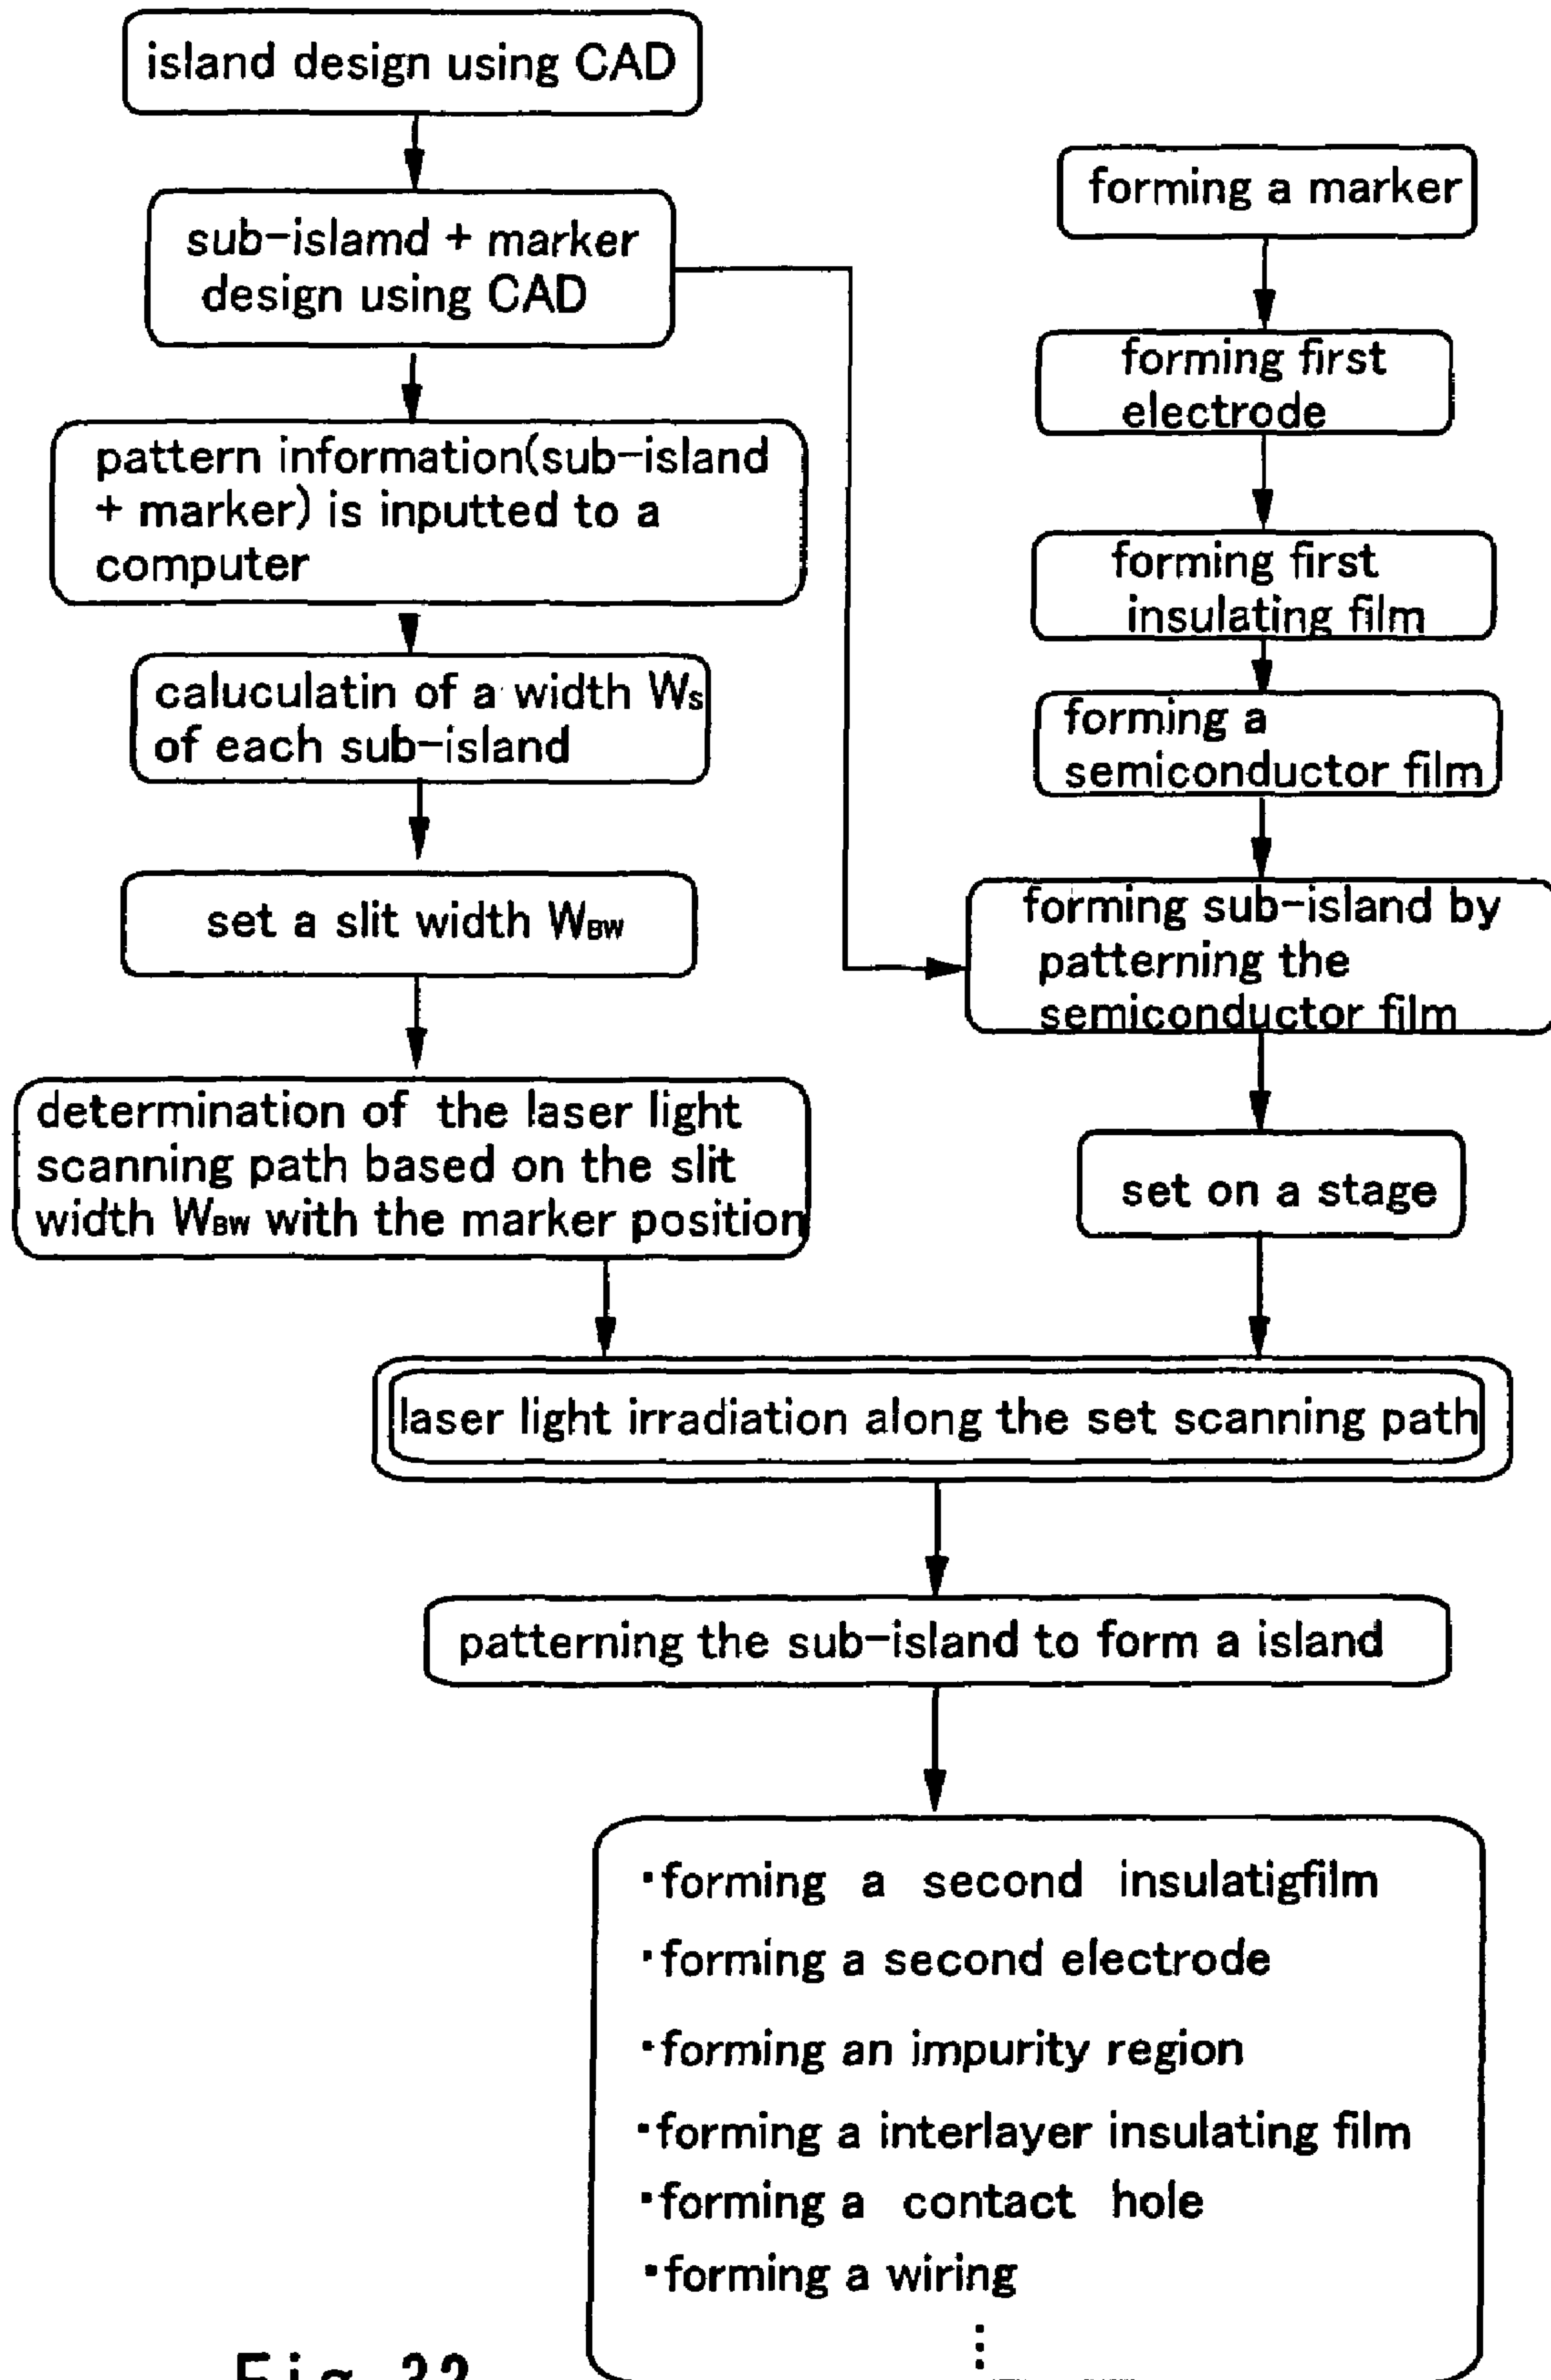 island design using CAD
sub-islamd + marker
design using CAD
pattern information(sub-island
+ marker) is inputted to a
computer
caluculatin of a width Ws
of each sub-island
set a slit width WBW
determination of the laser light
scanning path based on the slit
width WBW with the marker position
forming a marker
forming first
electrode
forming first
insulating film
forming a
semiconductor film
forming sub-island by
patterning the
semiconductor film
set on a stage
laser light irradiation along the set scanning path
patterning the sub-island to form a island
・forming a second insulatigfilm
・forming a second electrode
・forming an impurity region
・forming a interlayer insulating film
・forming a contact hole
・forming a wiring
⋮
Fig. 32